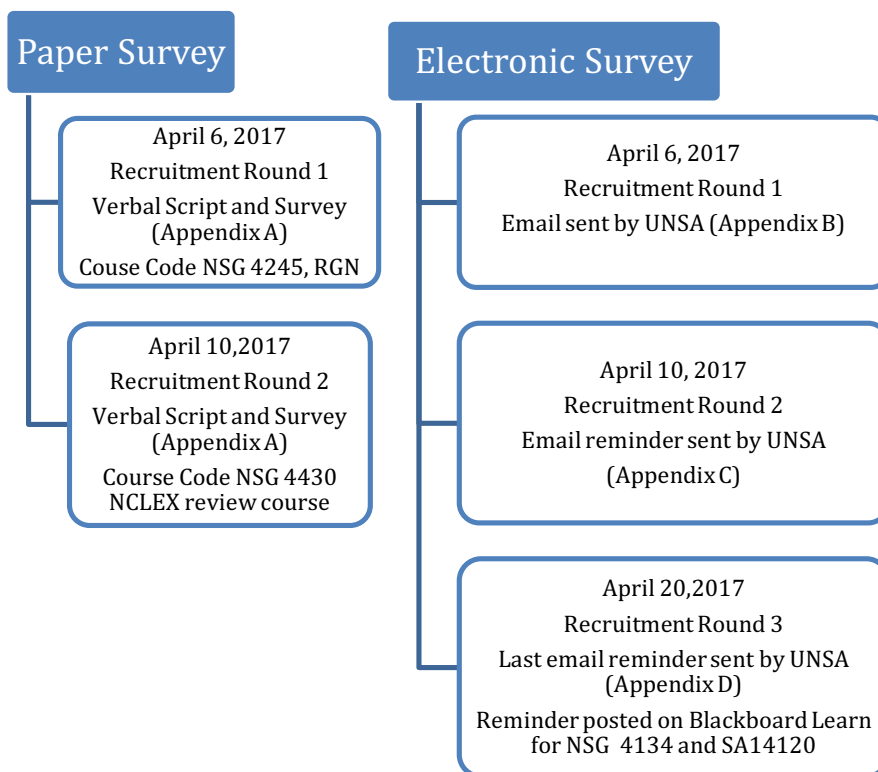 Paper Survey
April 6, 2017
Recruitment Round 1
Verbal Script and Survey
(Appendix A)
Couse Code NSG 4245, RGN
April 10,2017
Recruitment Round 2
Verbal Script and Survey
(Appendix A)
Course Code NSG 4430
NCLEX review course
Electronic Survey
April 6, 2017
Recruitment Round 1
Email sent by UNSA (Appendix B)
April 10, 2017
Recruitment Round 2
Email reminder sent by UNSA
(Appendix C)
April 20,2017
Recruitment Round 3
Last email reminder sent by UNSA
(Appendix D)
Reminder posted on Blackboard Learn
for NSG 4134 and SA14120